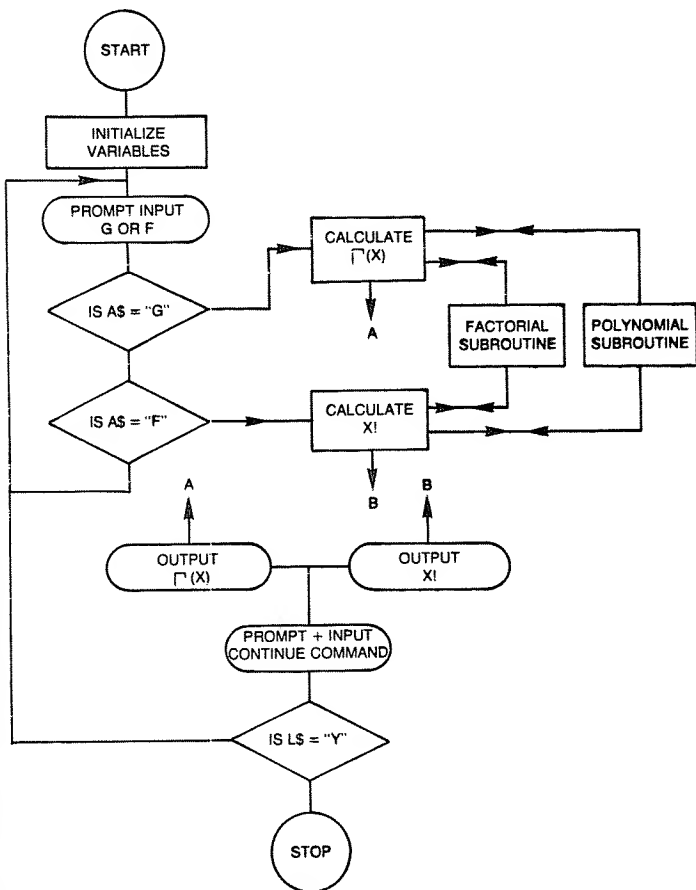 START
INITIALIZE
VARIABLES
PROMPT INPUT
G OR F
IS A$ = "G"
CALCULATE
Γ(X)
A
FACTORIAL
SUBROUTINE
POLYNOMIAL
SUBROUTINE
IS A$ = "F"
CALCULATE
X!
B
A
B
OUTPUT
Γ(X)
OUTPUT
X!
PROMPT + INPUT
CONTINUE COMMAND
IS L$ = "Y"
STOP